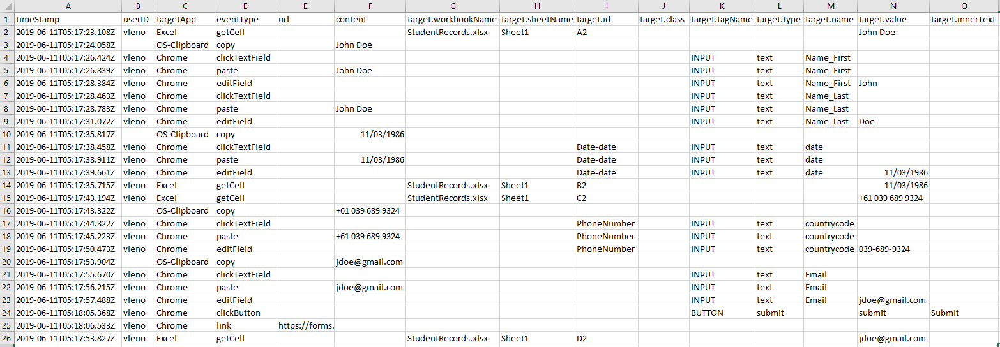 A B C D E F G H I J K L M N O
1 timeStamp userID targetApp eventType url content target.workbookName target.sheetName target.id target.class target.tagName target.type target.name target.value target.innerText
2 2019-06-11T05:17:23.108Z vleno Excel getCell StudentRecords.xlsx Sheet1 A2 John Doe
3 2019-06-11T05:17:24.058Z OS-Clipboard copy John Doe
4 2019-06-11T05:17:26.424Z vleno Chrome clickTextField INPUT text Name_First
5 2019-06-11T05:17:26.839Z vleno Chrome paste John Doe INPUT text Name_First
6 2019-06-11T05:17:28.384Z vleno Chrome editField INPUT text Name_First John
7 2019-06-11T05:17:28.463Z vleno Chrome clickTextField INPUT text Name_Last
8 2019-06-11T05:17:28.783Z vleno Chrome paste John Doe INPUT text Name_Last
9 2019-06-11T05:17:31.072Z vleno Chrome editField INPUT text Name_Last Doe
10 2019-06-11T05:17:35.817Z OS-Clipboard copy 11/03/1986
11 2019-06-11T05:17:38.458Z vleno Chrome clickTextField Date-date INPUT text date
12 2019-06-11T05:17:38.911Z vleno Chrome paste 11/03/1986 Date-date INPUT text date
13 2019-06-11T05:17:39.661Z vleno Chrome editField Date-date INPUT text date 11/03/1986
14 2019-06-11T05:17:35.715Z vleno Excel getCell StudentRecords.xlsx Sheet1 B2 11/03/1986
15 2019-06-11T05:17:43.194Z vleno Excel getCell StudentRecords.xlsx Sheet1 C2 +61 039 689 9324
16 2019-06-11T05:17:43.322Z OS-Clipboard copy +61 039 689 9324
17 2019-06-11T05:17:44.822Z vleno Chrome clickTextField PhoneNumber INPUT text countrycode
18 2019-06-11T05:17:45.223Z vleno Chrome paste +61 039 689 9324 PhoneNumber INPUT text countrycode
19 2019-06-11T05:17:50.473Z vleno Chrome editField PhoneNumber INPUT text countrycode 039-689-9324
20 2019-06-11T05:17:53.904Z OS-Clipboard copy jdoe@gmail.com
21 2019-06-11T05:17:55.670Z vleno Chrome clickTextField INPUT text Email
22 2019-06-11T05:17:56.215Z vleno Chrome paste jdoe@gmail.com INPUT text Email
23 2019-06-11T05:17:57.488Z vleno Chrome editField INPUT text Email jdoe@gmail.com
24 2019-06-11T05:18:05.368Z vleno Chrome clickButton BUTTON submit submit Submit
25 2019-06-11T05:18:06.533Z vleno Chrome link https://forms.
26 2019-06-11T05:17:53.827Z vleno Excel getCell StudentRecords.xlsx Sheet1 D2 jdoe@gmail.com